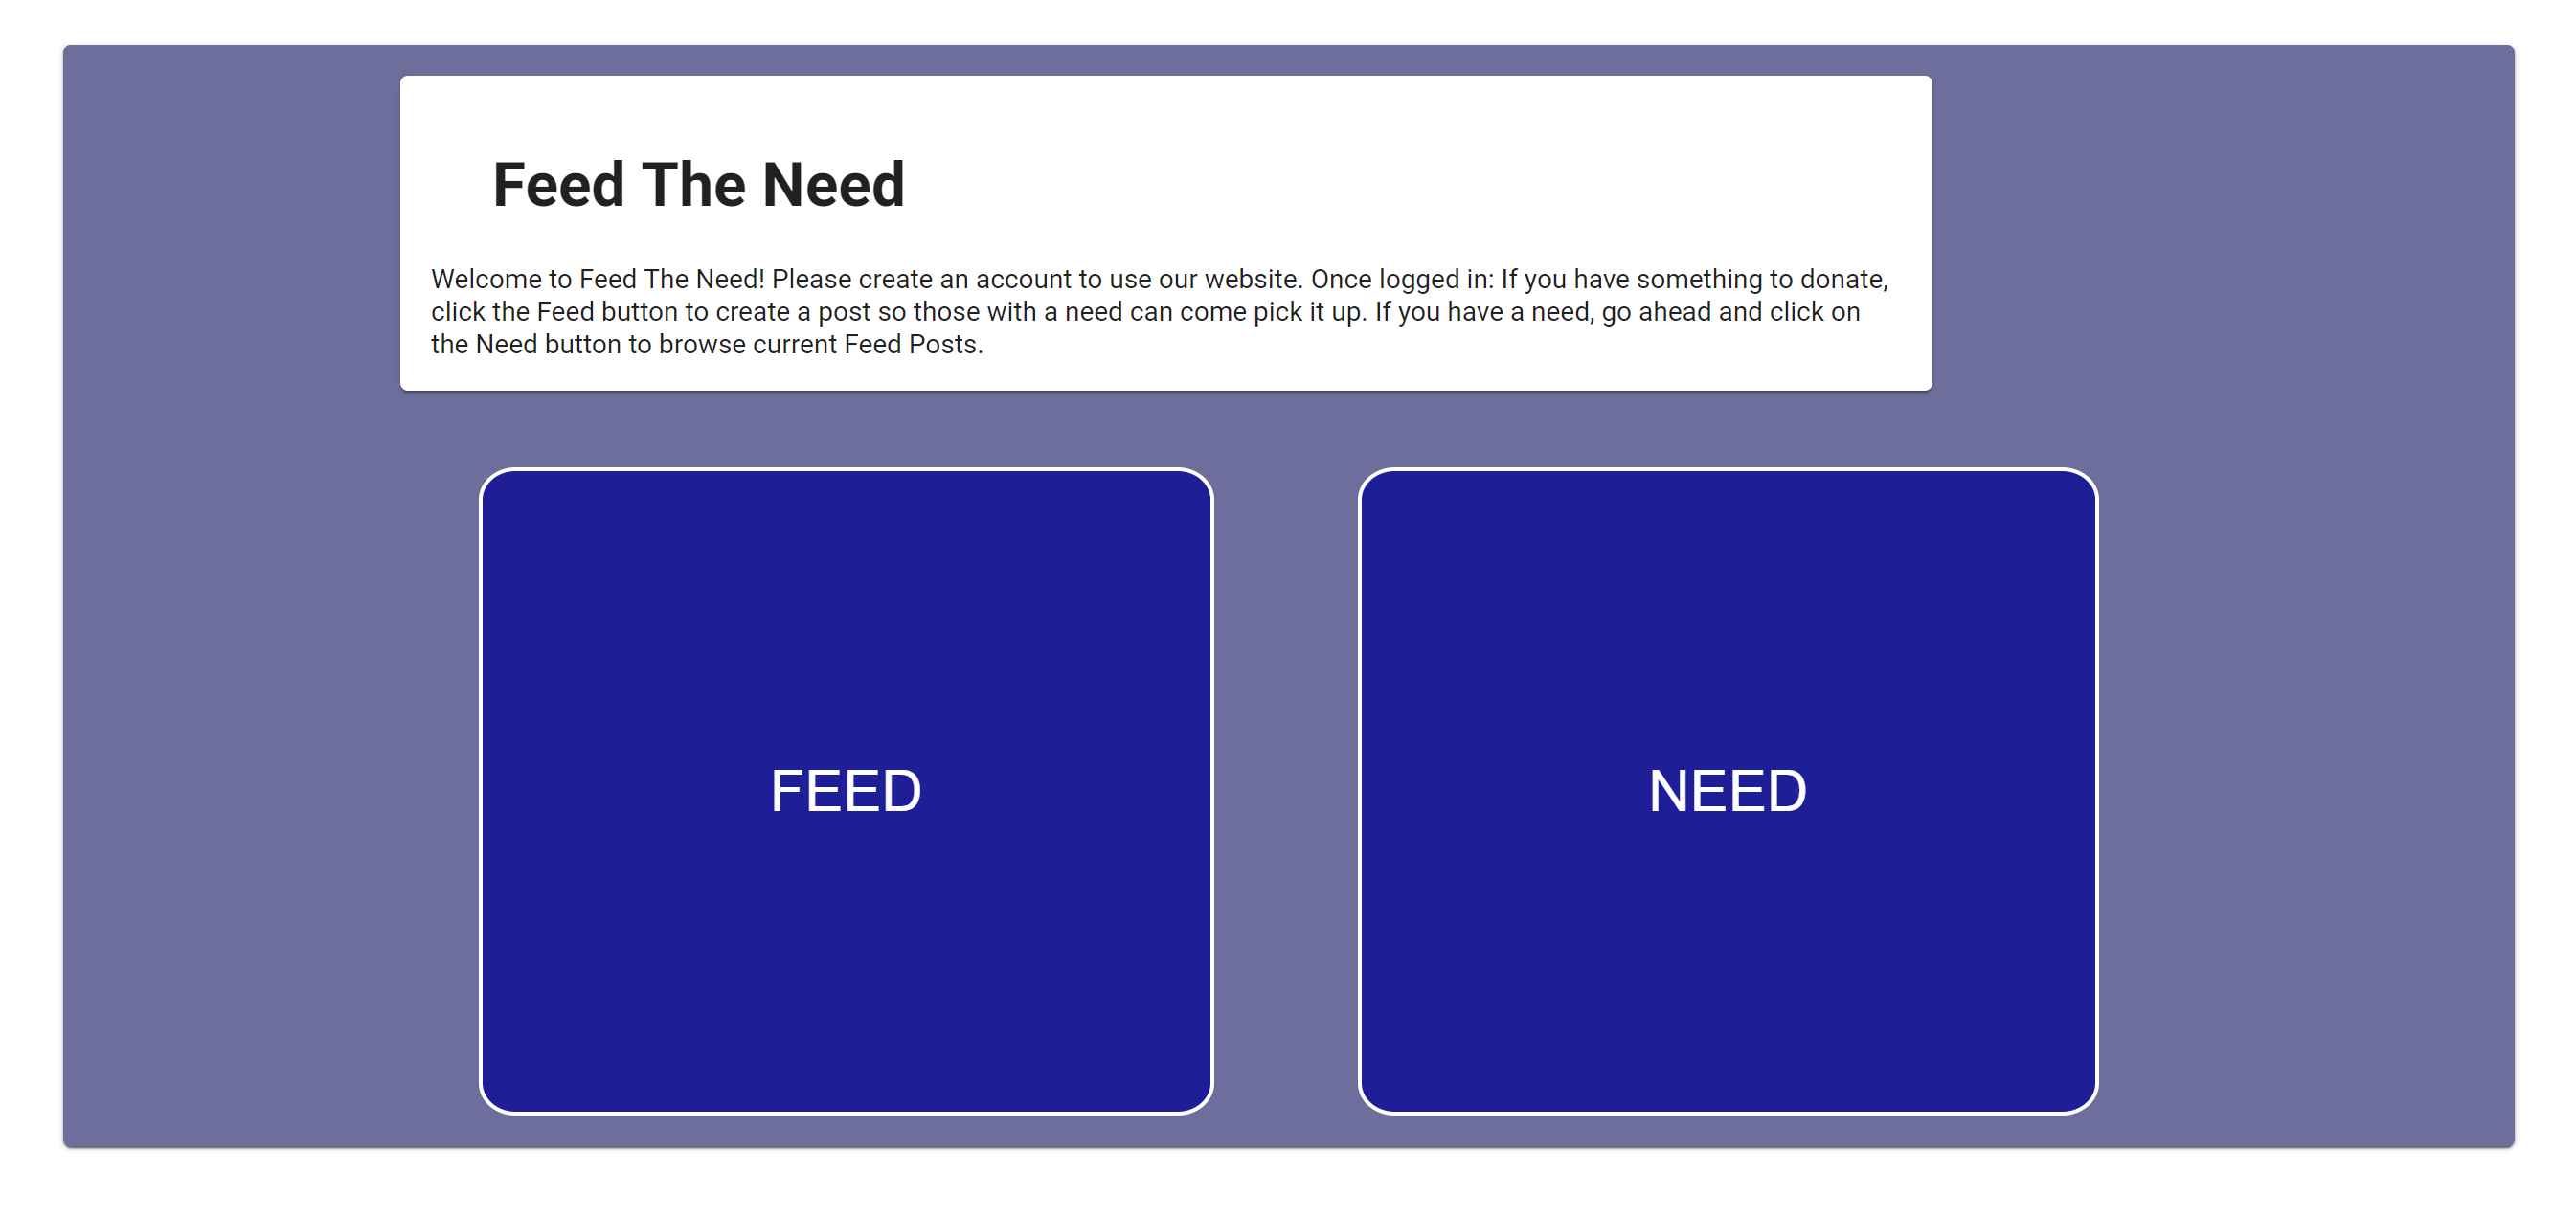 Feed The Need
Welcome to Feed The Need! Please create an account to use our website. Once logged in: If you have something to donate,
click the Feed button to create a post so those with a need can come pick it up. If you have a need, go ahead and click on
the Need button to browse current Feed Posts.
FEED
NEED